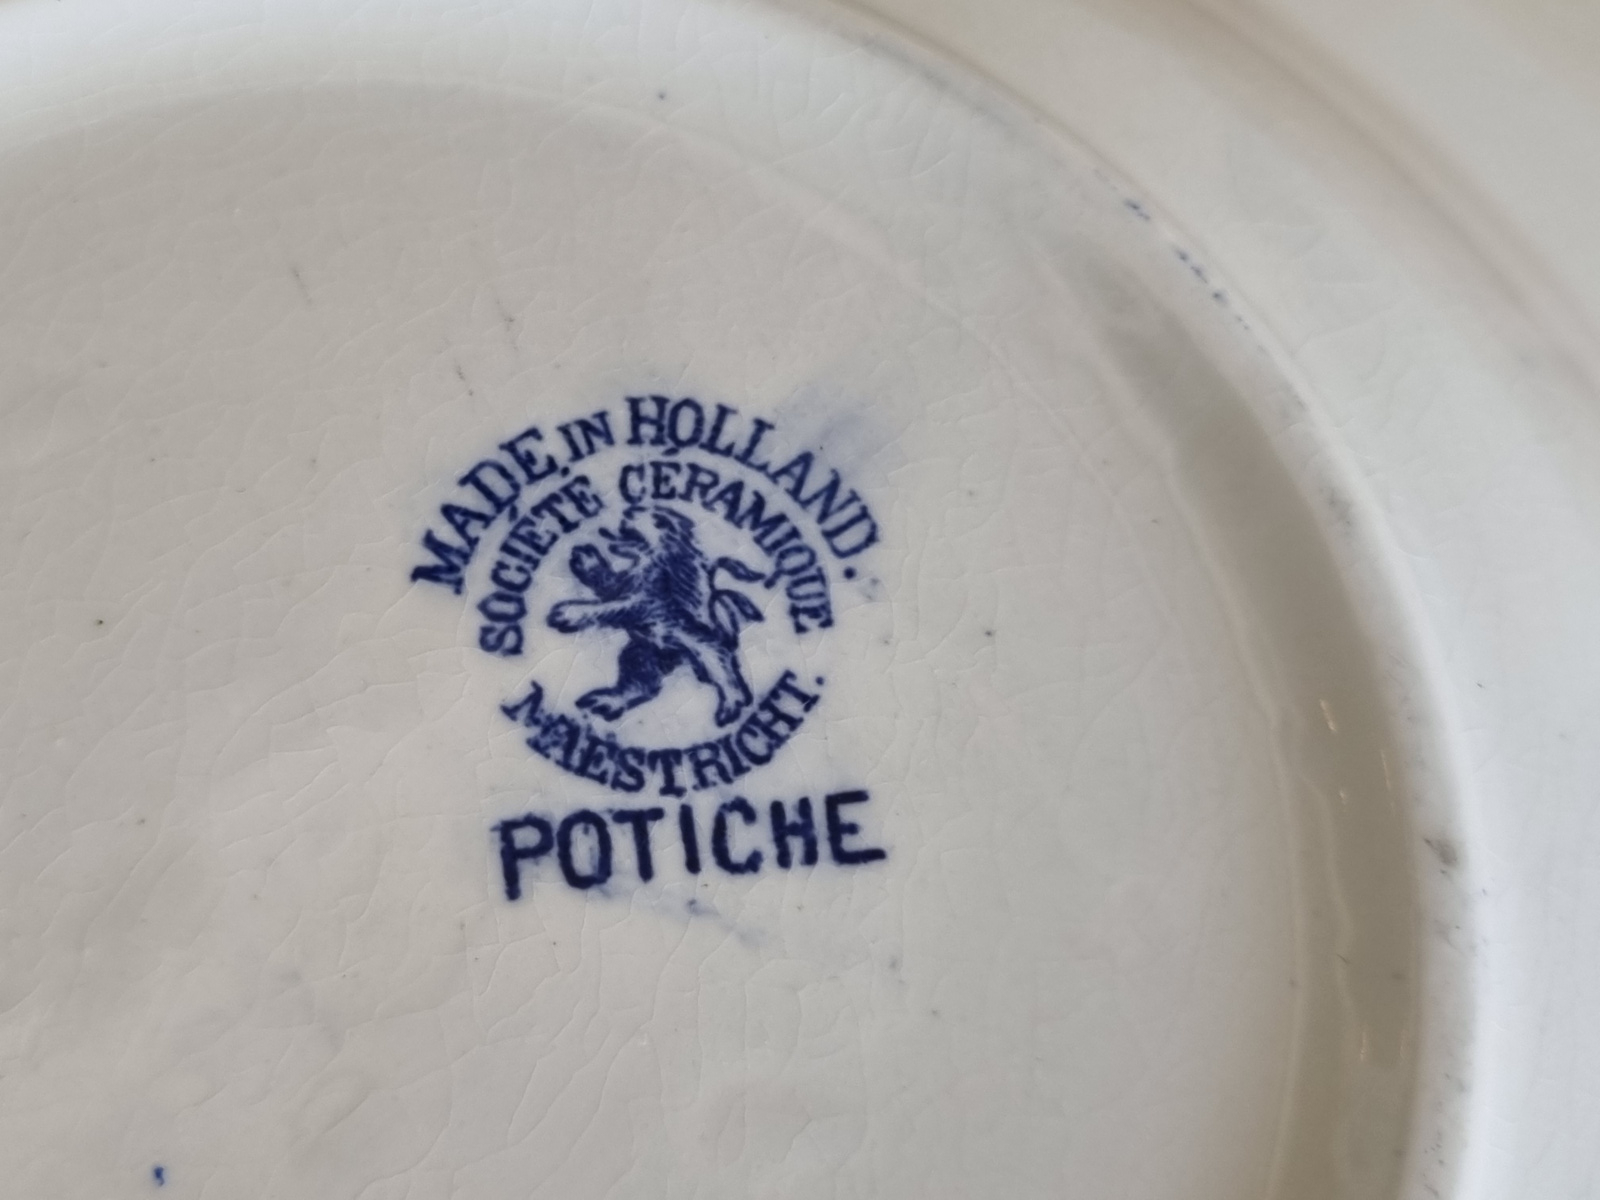 MADE IN HOLLAND.
SOCIÉTÉ CÉRAMIQUE
MAESTRICHT.
POTICHE